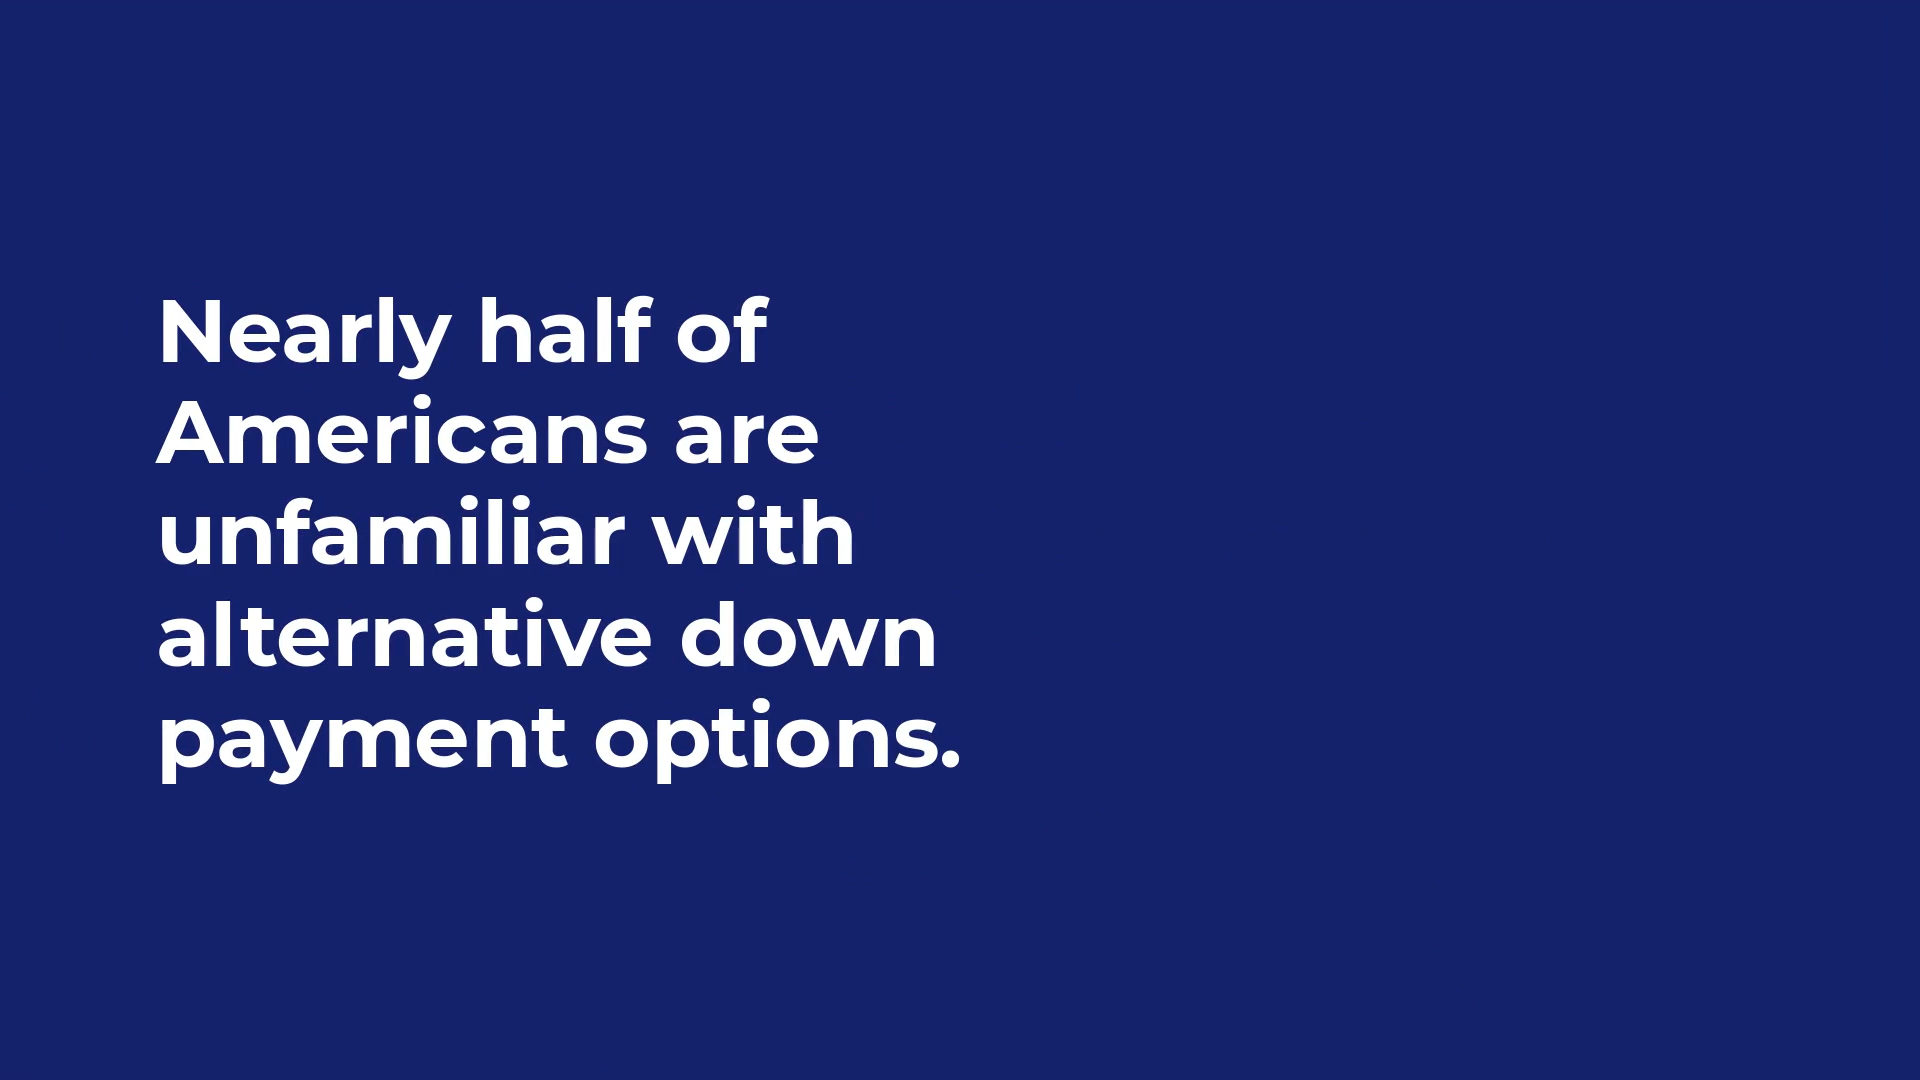 Nearly half of
Americans are
unfamiliar with
alternative down
payment options.